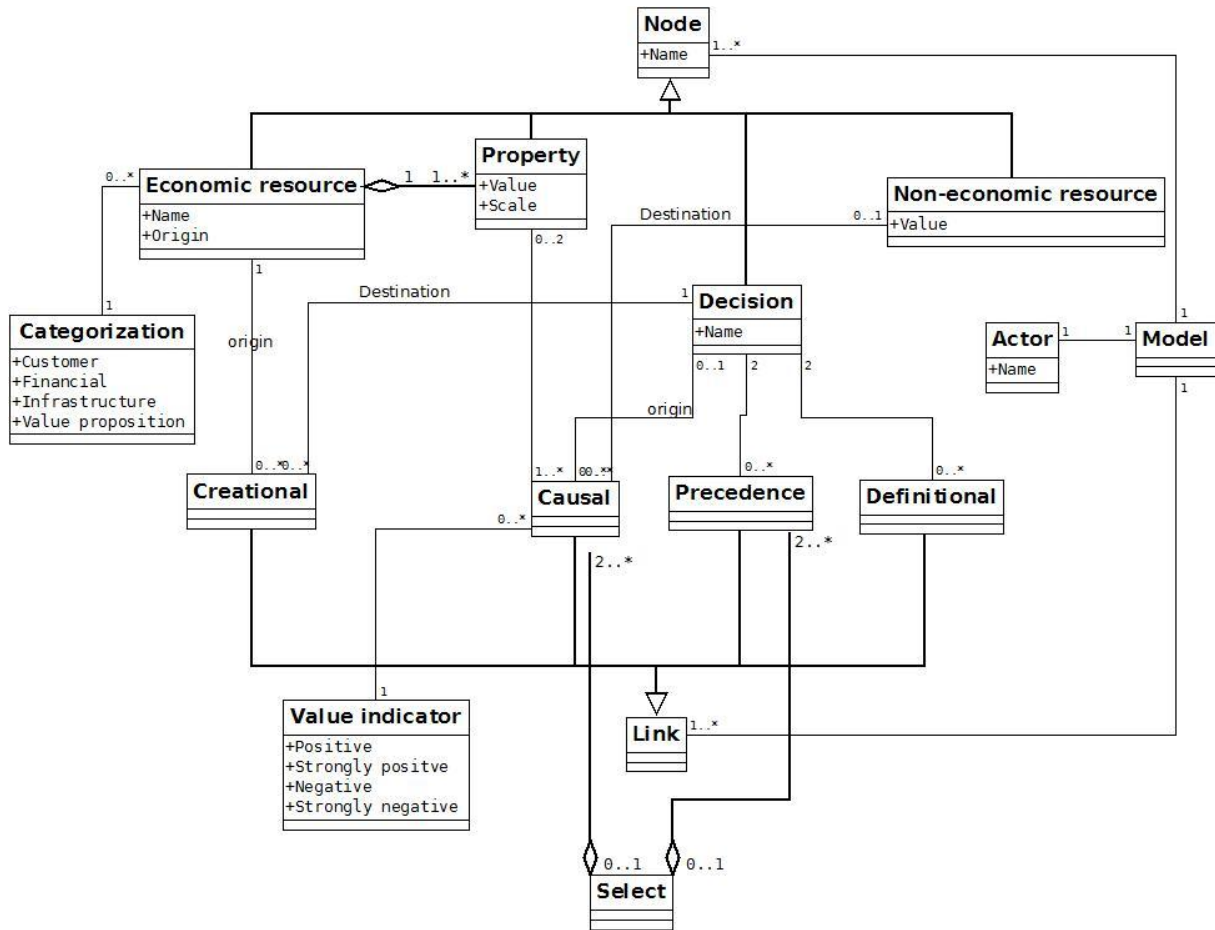 Node
+Name
1..*
Economic resource
+Name
+Origin
0..*
1
1..*
Property
+Value
+Scale
0..2
Destination
0..1
Non-economic resource
+Value
1
Destination
1
Decision
+Name
0..1
2
2
1
Categorization
+Customer
+Financial
+Infrastructure
+Value proposition
origin
origin
Actor
+Name
1
1
1
Model
1
0..*
0..*
Creational
1..*
Causal
0..*
Precedence
0..*
Definitional
0..*
2..*
2..*
1
Value indicator
+Positive
+Strongly positve
+Negative
+Strongly negative
Link
1..*
0..1
0..1
Select